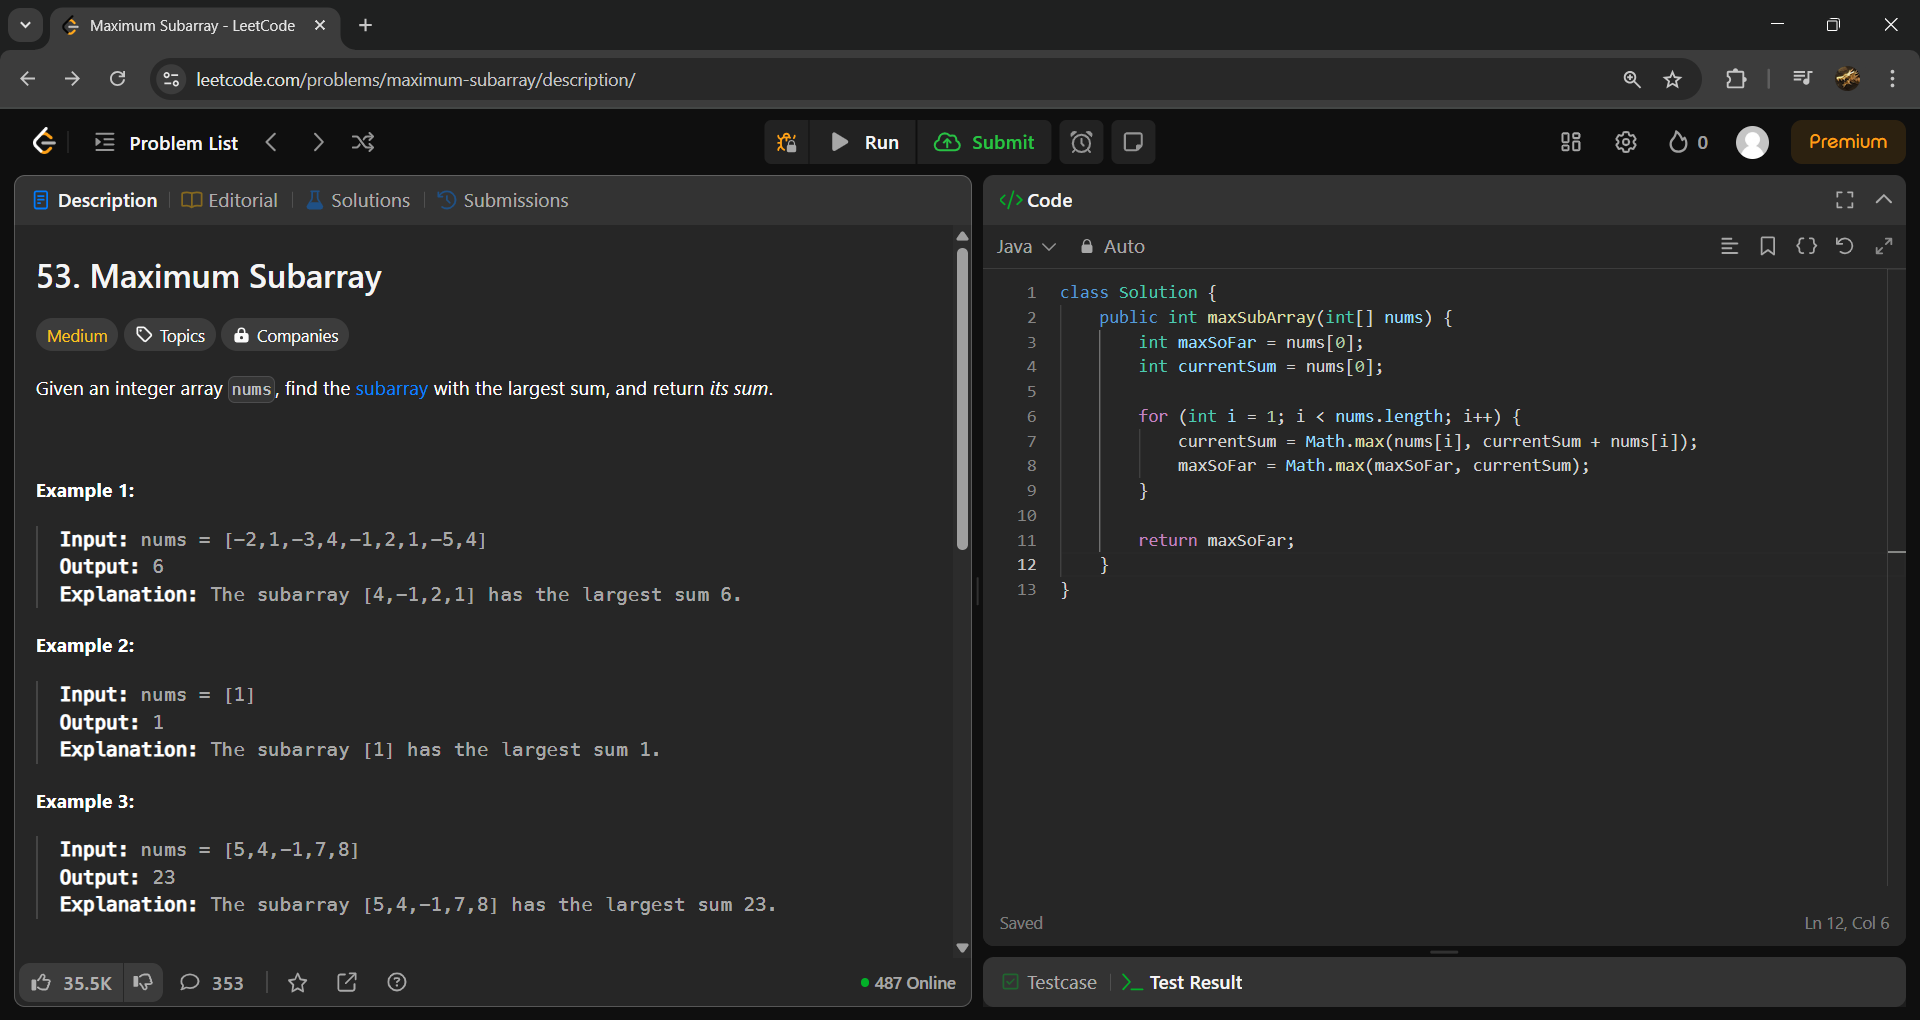 Maximum Subarray - LeetCode
leetcode.com/problems/maximum-subarray/description/
Problem List
Run
Submit
0
Premium
Description
Editorial
Solutions
Submissions
53. Maximum Subarray
Medium
Topics
Companies
Given an integer array nums, find the subarray with the largest sum, and return its sum.
Example 1:
Input: nums = [-2,1,-3,4,-1,2,1,-5,4]
Output: 6
Explanation: The subarray [4,-1,2,1] has the largest sum 6.
Example 2:
Input: nums = [1]
Output: 1
Explanation: The subarray [1] has the largest sum 1.
Example 3:
Input: nums = [5,4,-1,7,8]
Output: 23
Explanation: The subarray [5,4,-1,7,8] has the largest sum 23.
35.5K
353
487 Online
</> Code
Java
Auto
1 class Solution {
2 public int maxSubArray(int[] nums) {
3 int maxSoFar = nums[0];
4 int currentSum = nums[0];
5
6 for (int i = 1; i < nums.length; i++) {
7 currentSum = Math.max(nums[i], currentSum + nums[i]);
8 maxSoFar = Math.max(maxSoFar, currentSum);
9 }
10
11 return maxSoFar;
12 }
13 }
Saved
Ln 12, Col 6
Testcase
Test Result